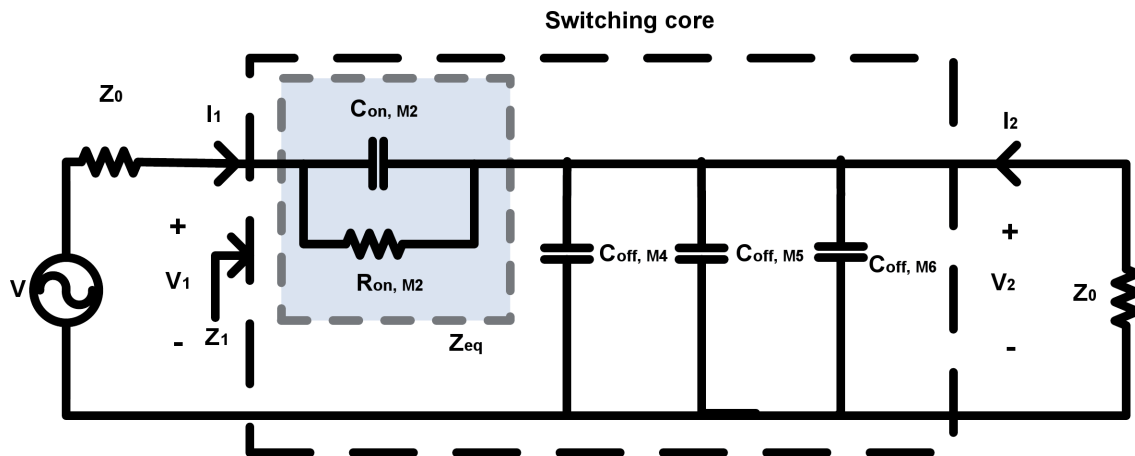 Switching core
Z0
I1
Con, M2
I2
+
V
V1
-
Z1
Ron, M2
Zeq
Coff, M4
Coff, M5
Coff, M6
+
V2
-
Z0